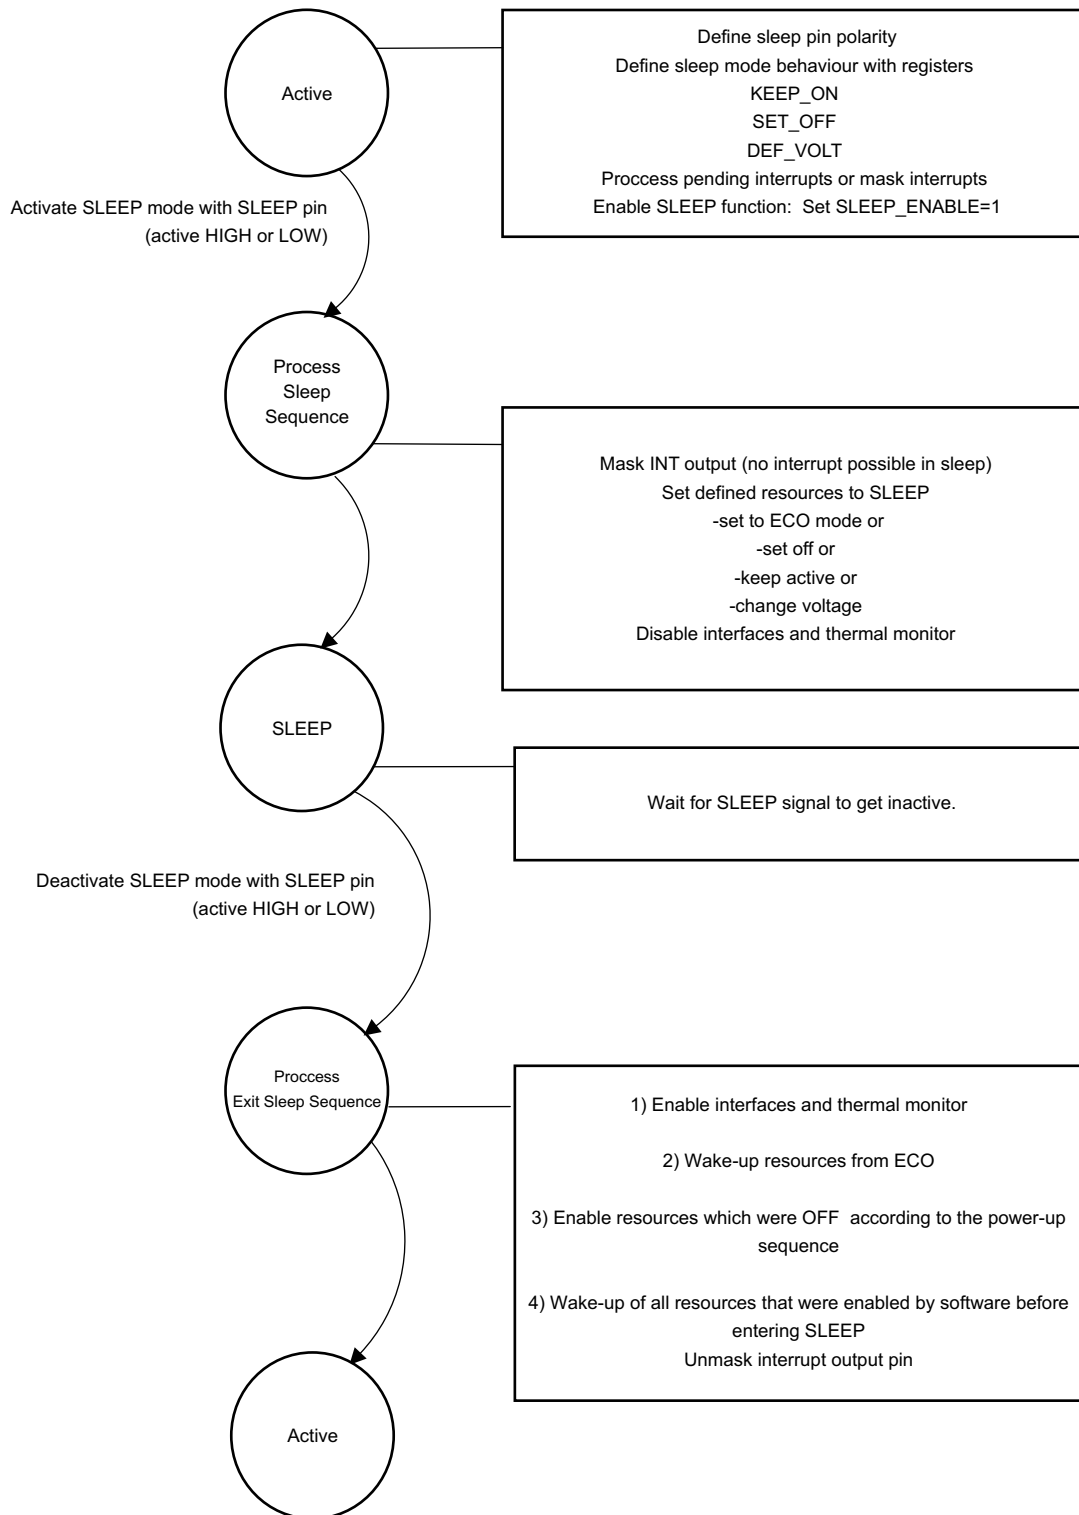 Active
Define sleep pin polarity
Define sleep mode behaviour with registers
KEEP_ON
SET_OFF
DEF_VOLT
Proccess pending interrupts or mask interrupts
Enable SLEEP function:  Set SLEEP_ENABLE=1
Activate SLEEP mode with SLEEP pin
(active HIGH or LOW)
Process
Sleep
Sequence
Mask INT output (no interrupt possible in sleep)
Set defined resources to SLEEP
-set to ECO mode or
-set off or
-keep active or
-change voltage
Disable interfaces and thermal monitor
SLEEP
Wait for SLEEP signal to get inactive.
Deactivate SLEEP mode with SLEEP pin
(active HIGH or LOW)
Proccess
Exit Sleep Sequence
1) Enable interfaces and thermal monitor
2) Wake-up resources from ECO
3) Enable resources which were OFF  according to the power-up
sequence
4) Wake-up of all resources that were enabled by software before
entering SLEEP
Unmask interrupt output pin
Active